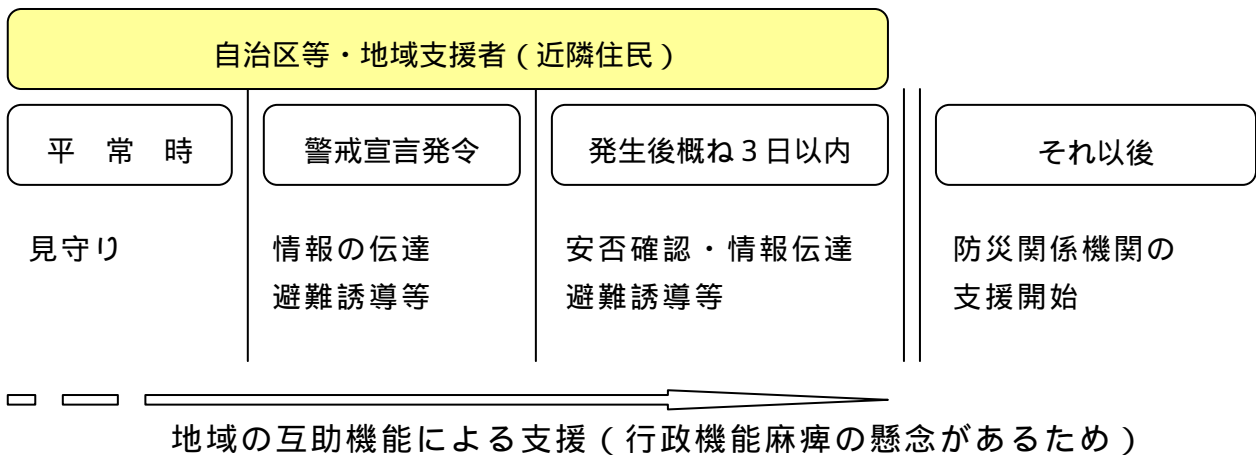 自治区等・地域支援者（近隣住民）
平　常　時
警戒宣言発令
発生後概ね３日以内
それ以後
見守り
情報の伝達
避難誘導等
安否確認・情報伝達
避難誘導等
防災関係機関の
支援開始
地域の互助機能による支援（行政機能麻痺の懸念があるため）